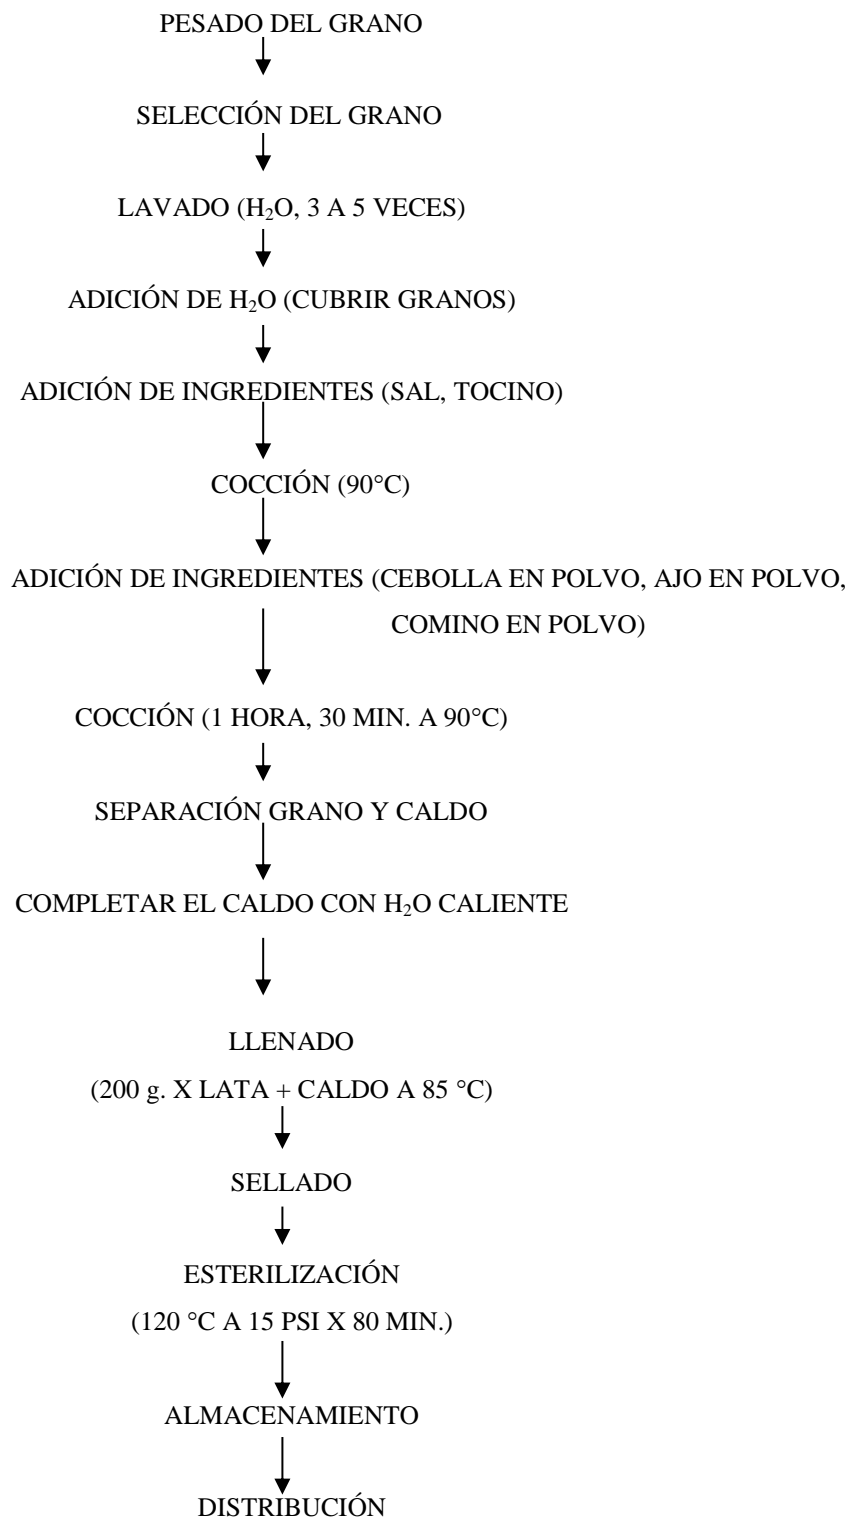 PESADO DEL GRANO
SELECCIÓN DEL GRANO
LAVADO (H₂O, 3 A 5 VECES)
ADICIÓN DE H₂O (CUBRIR GRANOS)
ADICIÓN DE INGREDIENTES (SAL, TOCINO)
COCCIÓN (90°C)
ADICIÓN DE INGREDIENTES (CEBOLLA EN POLVO, AJO EN POLVO,
COMINO EN POLVO)
COCCIÓN (1 HORA, 30 MIN. A 90°C)
SEPARACIÓN GRANO Y CALDO
COMPLETAR EL CALDO CON H₂O CALIENTE
LLENADO
(200 g. X LATA + CALDO A 85 °C)
SELLADO
ESTERILIZACIÓN
(120 °C A 15 PSI X 80 MIN.)
ALMACENAMIENTO
DISTRIBUCIÓN